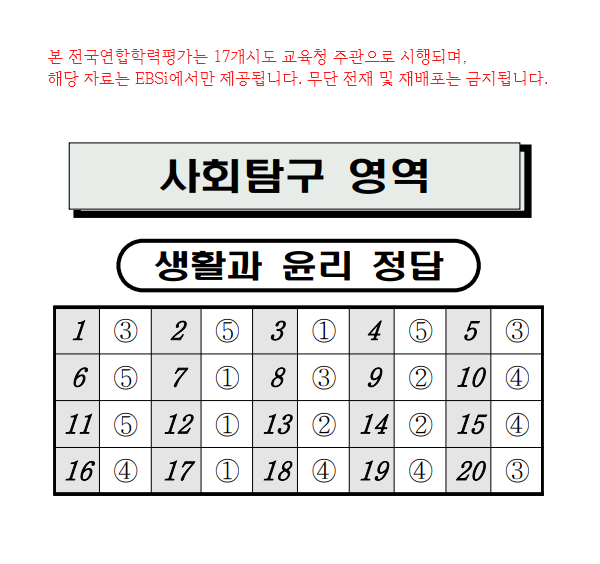 본 전국연합학력평가는 17개시도 교육청 주관으로 시행되며,
해당 자료는 EBSi에서만 제공됩니다. 무단 전재 및 재배포는 금지됩니다.
사회탐구 영역
생활과 윤리 정답
1 ③ 2 ⑤ 3 ① 4 ⑤ 5 ③
6 ⑤ 7 ① 8 ③ 9 ② 10 ④
11 ⑤ 12 ① 13 ② 14 ② 15 ④
16 ④ 17 ① 18 ④ 19 ④ 20 ③